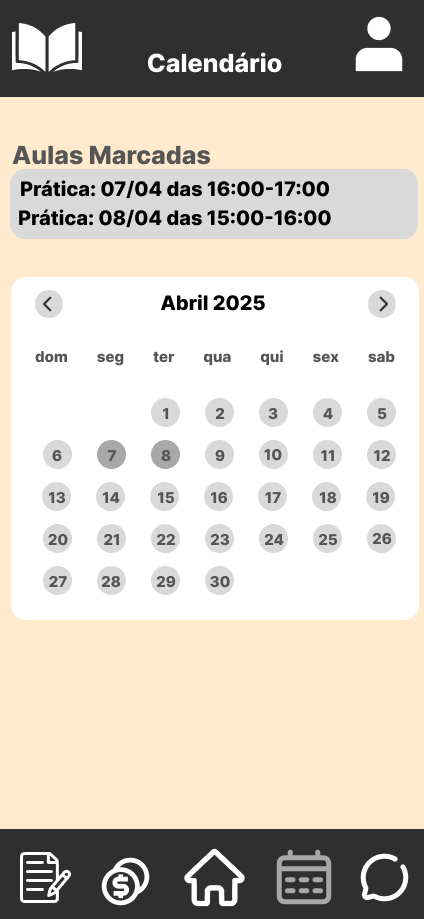 Calendário
Aulas Marcadas
Prática: 07/04 das 16:00-17:00
Prática: 08/04 das 15:00-16:00
Abril 2025
dom seg ter qua qui sex sab
1 2 3 4 5
6 7 8 9 10 11 12
13 14 15 16 17 18 19
20 21 22 23 24 25 26
27 28 29 30
$